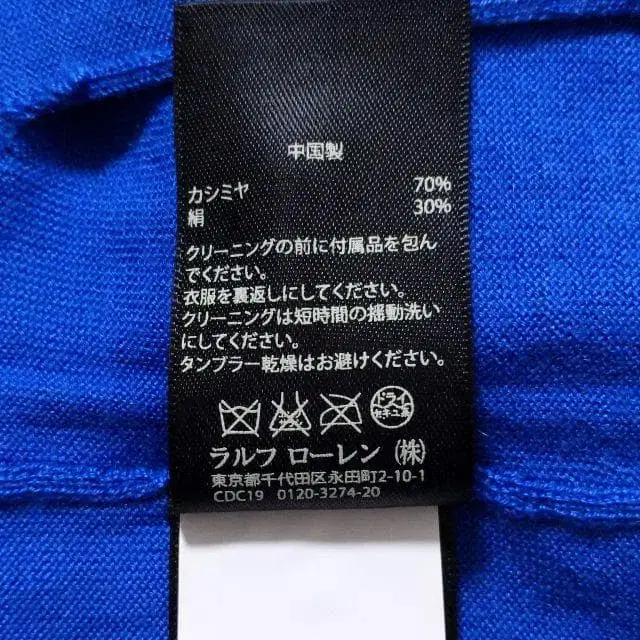 中国製
カシミヤ 70%
絹 30%
クリーニングの前に付属品を包ん
でください。
衣服を裏返しにしてください。
クリーニングは短時間の揺動洗い
にしてください。
タンブラー乾燥はお避けください。
ドライ
セキユ系
ラルフ ローレン (株)
東京都千代田区永田町2-10-1
CDC19 0120-3274-20